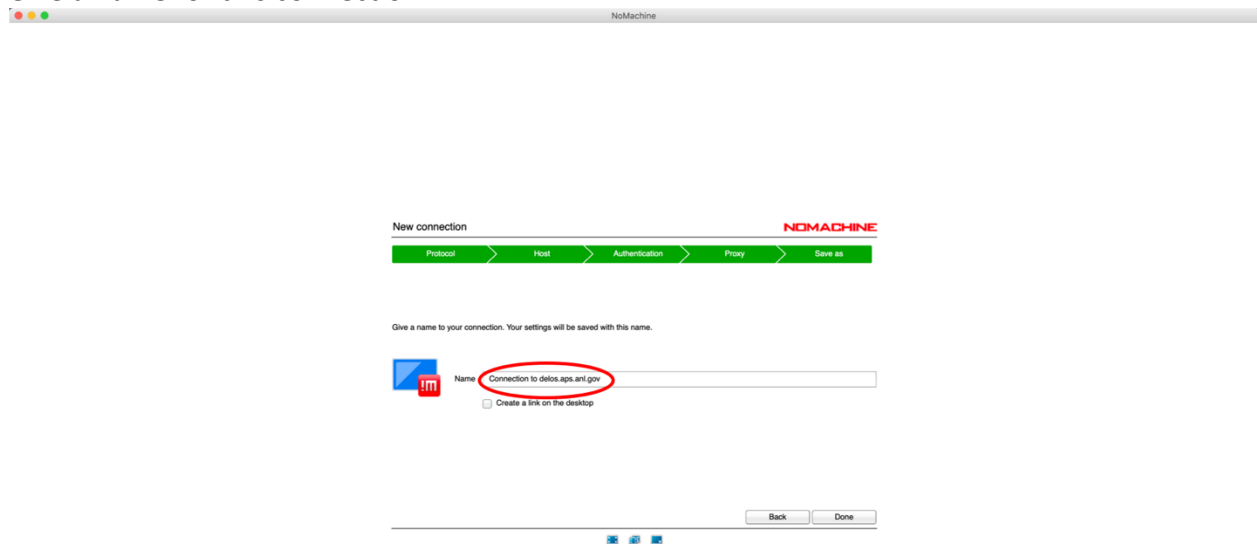 NoMachine
New connection
NOMACHINE
Protocol
Host
Authentication
Proxy
Save as
Give a name to your connection. Your settings will be saved with this name.
!m
Name
Connection to delos.aps.anl.gov
Create a link on the desktop
Back
Done